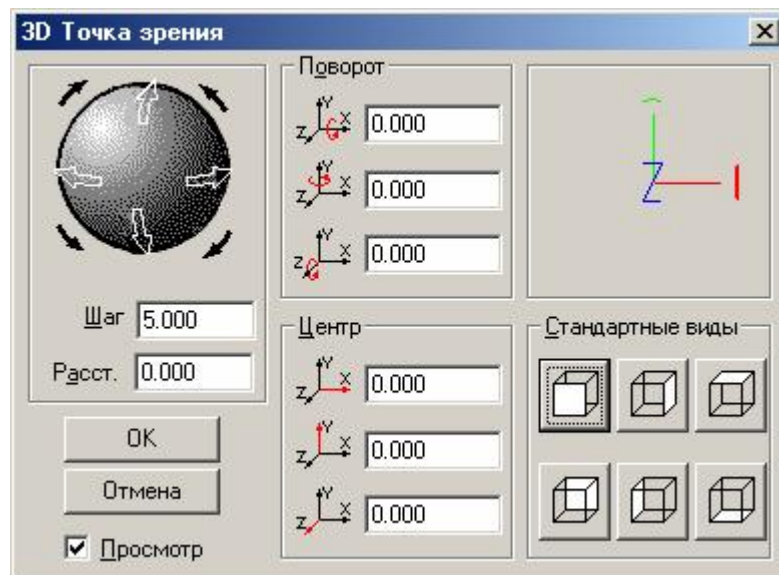 3D Точка зрения
Шаг 5.000
Расст. 0.000
OK
Отмена
Просмотр
Поворот
Y X Z 0.000
Y X Z 0.000
Y X Z 0.000
Центр
Y X Z 0.000
Y X Z 0.000
Y X Z 0.000
Z
Стандартные виды